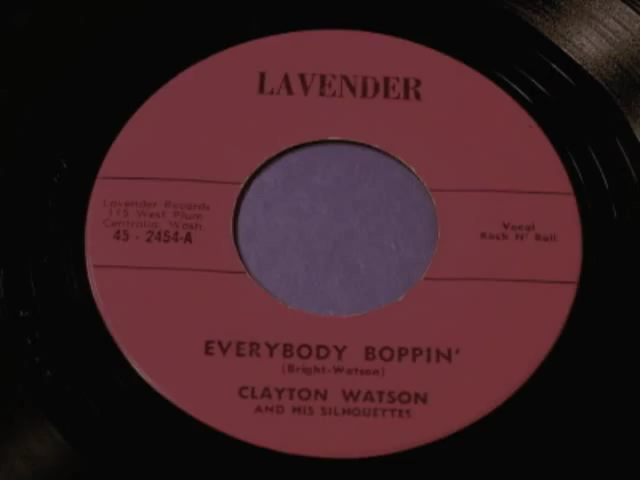 LAVENDER
Lavender Records
115 West Plum
Centralia, Wash.
45 - 2454-A
Vocal
Rock N' Roll
EVERYBODY BOPPIN'
(Bright-Watson)
CLAYTON WATSON
AND HIS SILHOUETTES